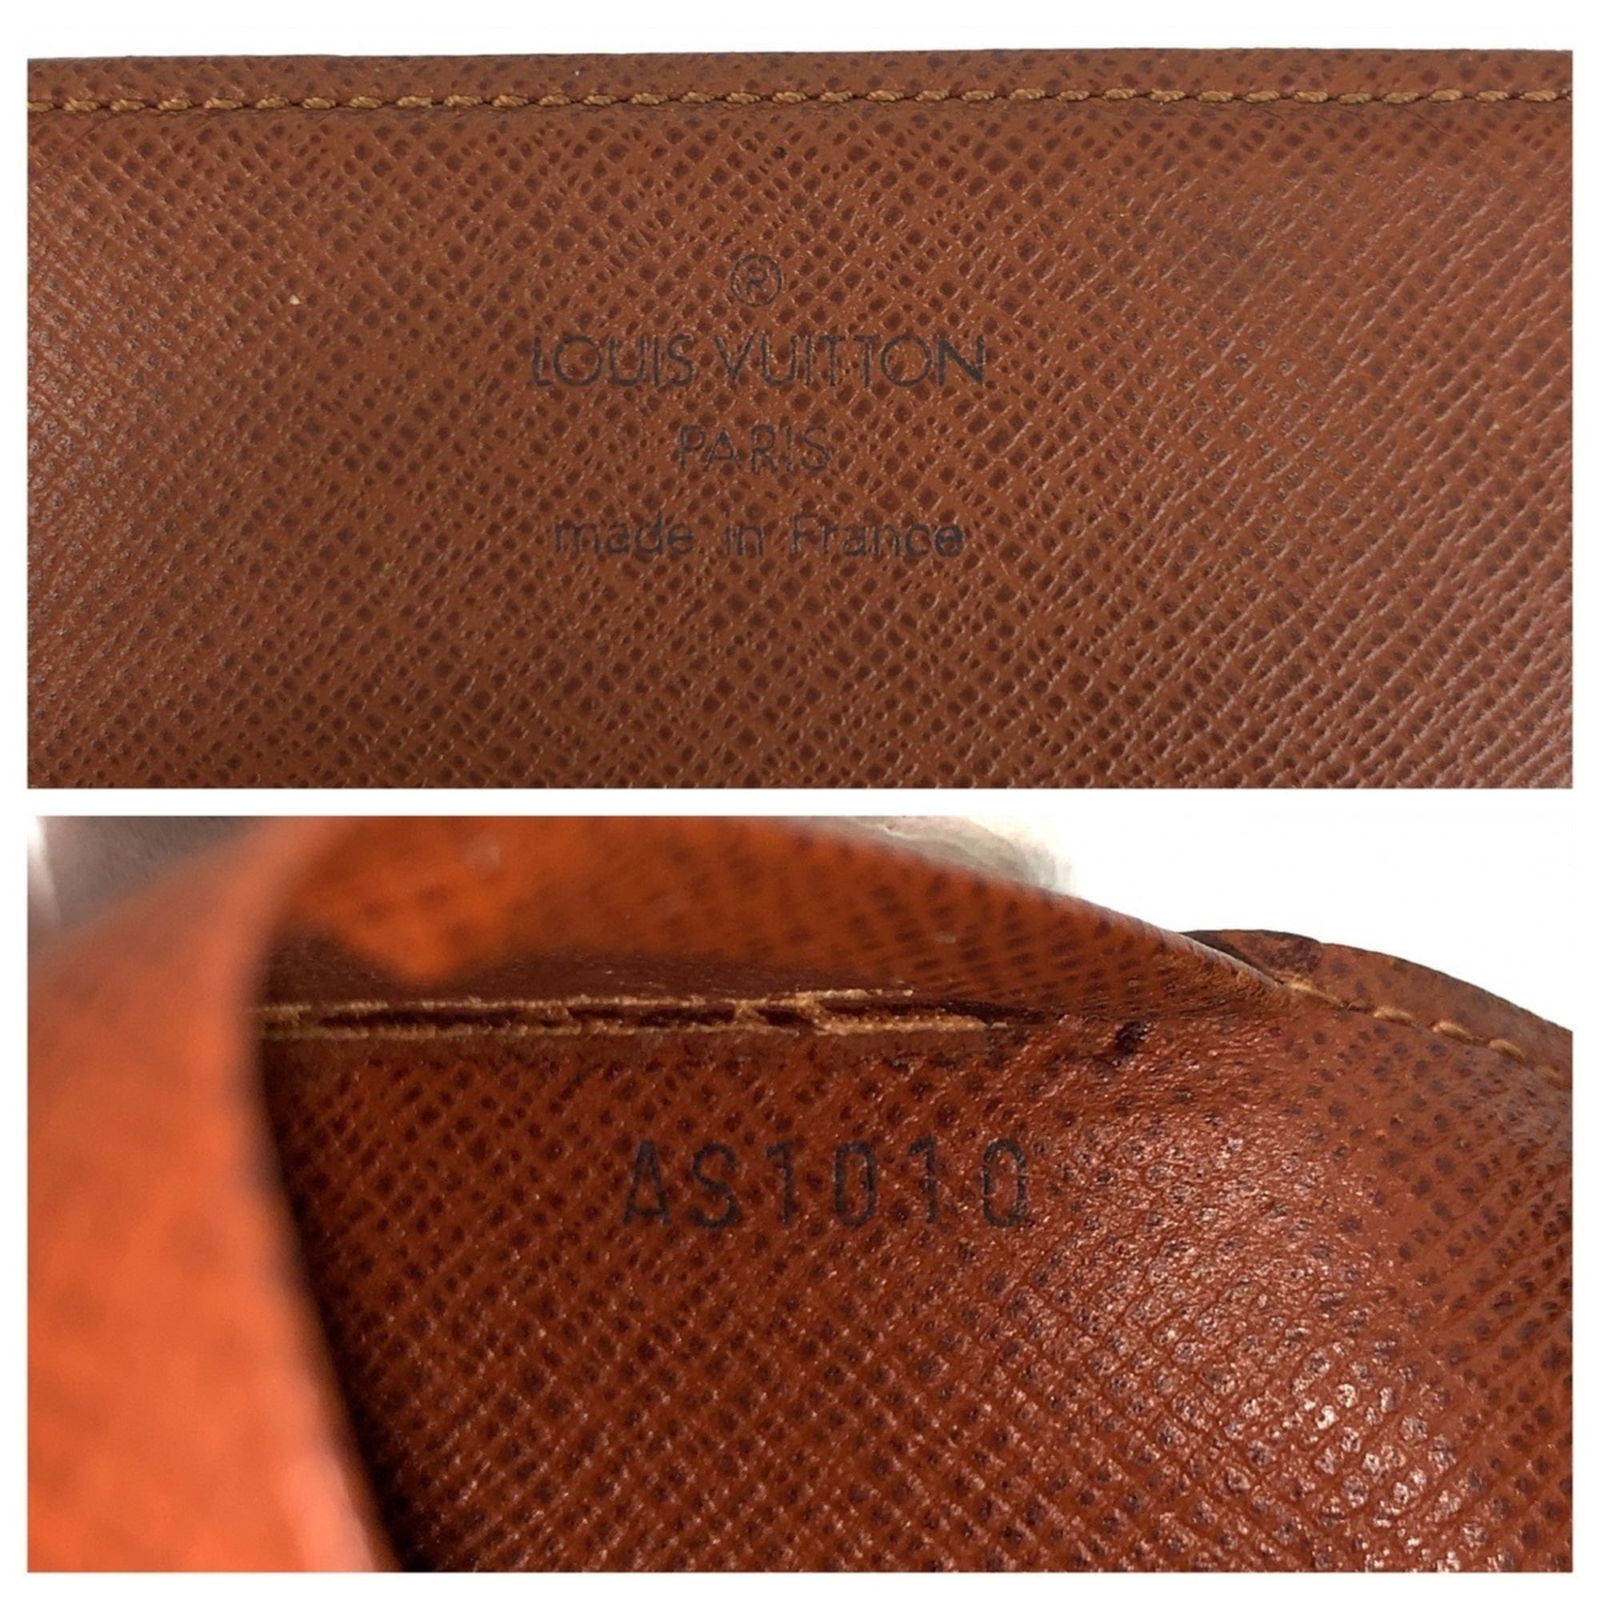 ®
LOUIS VUITTON
PARIS
made in France
AS1010